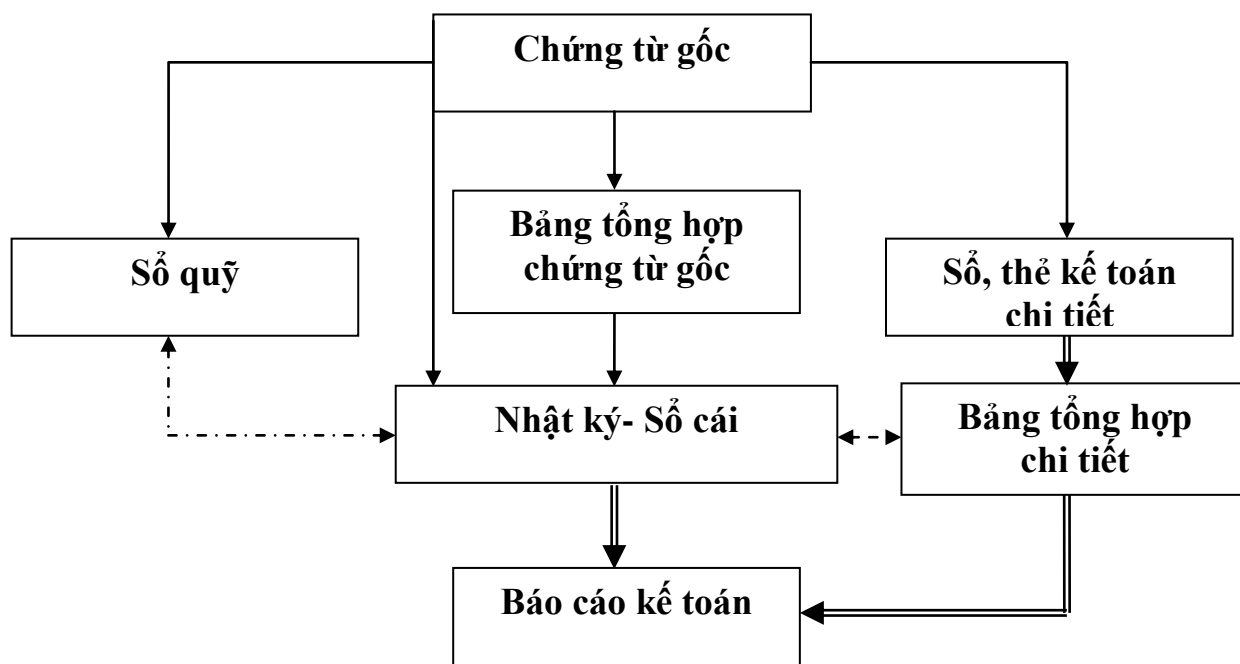 Chứng từ gốc
Bảng tổng hợp
chứng từ gốc
Sổ quỹ
Sổ, thẻ kế toán
chi tiết
Nhật ký- Sổ cái
Bảng tổng hợp
chi tiết
Báo cáo kế toán